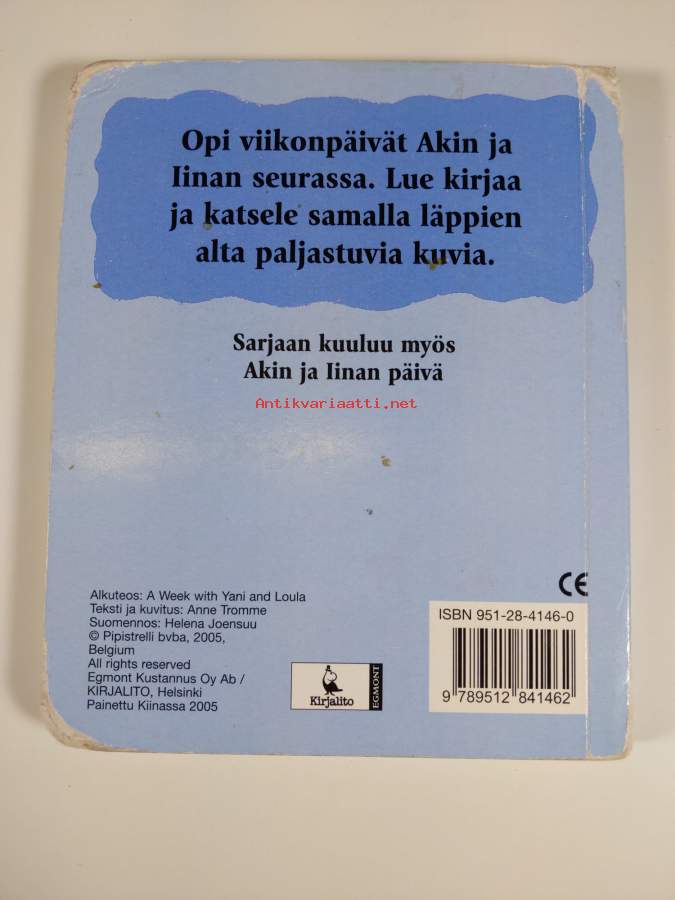 Opi viikonpäivät Akin ja
Iinan seurassa. Lue kirjaa
ja katsele samalla läppien
alta paljastuvia kuvia.
Sarjaan kuuluu myös
Akin ja Iinan päivä
Antikvariaatti.net
Alkuteos: A Week with Yani and Loula
Teksti ja kuvitus: Anne Tromme
Suomennos: Helena Joensuu
© Pipistrelli bvba, 2005,
Belgium
All rights reserved
Egmont Kustannus Oy Ab /
KIRJALITO, Helsinki
Painettu Kiinassa 2005
Kirjalito
EGMONT
CE
ISBN 951-28-4146-0
9 789512 841462